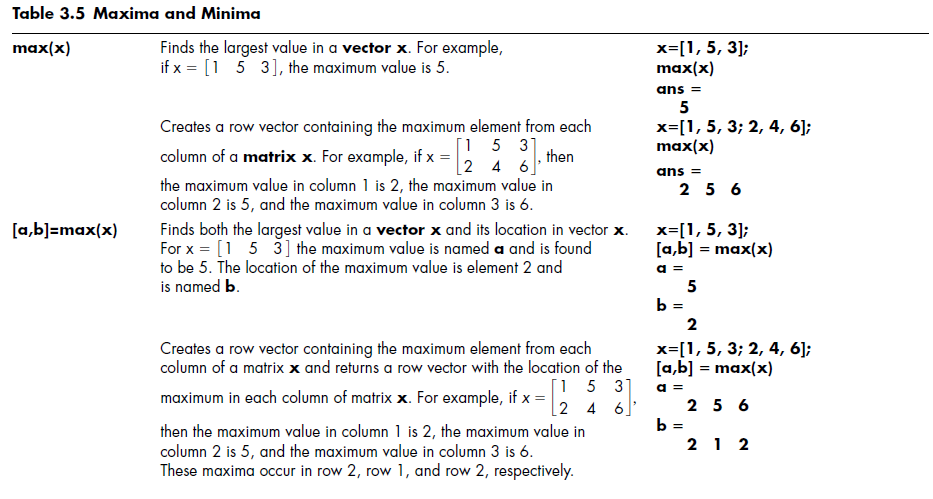 Table 3.5 Maxima and Minima
max(x)
Finds the largest value in a vector x. For example,
if x = [1 5 3], the maximum value is 5.
x=[1, 5, 3];
max(x)
ans =
5
Creates a row vector containing the maximum element from each
column of a matrix x. For example, if x = [1 5 3
2 4 6], then
the maximum value in column 1 is 2, the maximum value in
column 2 is 5, and the maximum value in column 3 is 6.
x=[1, 5, 3; 2, 4, 6];
max(x)
ans =
2 5 6
[a,b]=max(x)
Finds both the largest value in a vector x and its location in vector x.
For x = [1 5 3] the maximum value is named a and is found
to be 5. The location of the maximum value is element 2 and
is named b.
x=[1, 5, 3];
[a,b] = max(x)
a =
5
b =
2
Creates a row vector containing the maximum element from each
column of a matrix x and returns a row vector with the location of the
maximum in each column of matrix x. For example, if x = [1 5 3
2 4 6],
then the maximum value in column 1 is 2, the maximum value in
column 2 is 5, and the maximum value in column 3 is 6.
These maxima occur in row 2, row 1, and row 2, respectively.
x=[1, 5, 3; 2, 4, 6];
[a,b] = max(x)
a =
2 5 6
b =
2 1 2